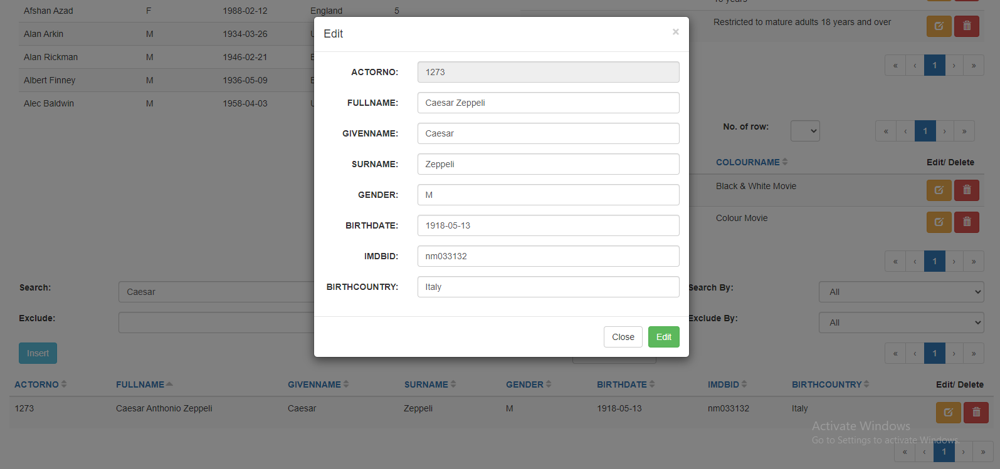 Afshan Azad F 1988-02-12 England 5
Alan Arkin M 1934-03-26
Alan Rickman M 1946-02-21
Albert Finney M 1936-05-09
Alec Baldwin M 1958-04-03
Edit ×
ACTORNO: 1273
FULLNAME: Caesar Zeppeli
GIVENNAME: Caesar
SURNAME: Zeppeli
GENDER: M
BIRTHDATE: 1918-05-13
IMDBID: nm033132
BIRTHCOUNTRY: Italy
Close Edit
Restricted to mature adults 18 years and over
« ‹ 1 › »
No. of row: « ‹ 1 › »
COLOURNAME Edit/ Delete
Black & White Movie
Colour Movie
« ‹ 1 › »
Search: Caesar Search By: All
Exclude: Exclude By: All
Insert « ‹ 1 › »
ACTORNO FULLNAME GIVENNAME SURNAME GENDER BIRTHDATE IMDBID BIRTHCOUNTRY Edit/ Delete
1273 Caesar Anthonio Zeppeli Caesar Zeppeli M 1918-05-13 nm033132 Italy
Activate Windows
Go to Settings to activate Windows.
« ‹ 1 › »